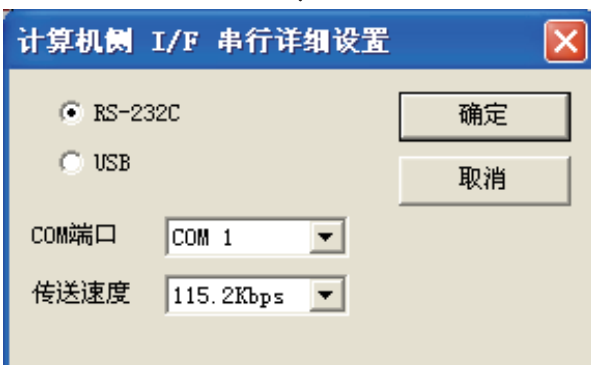 计算机侧 I/F 串行详细设置
RS-232C
确定
USB
取消
COM端口 COM 1
传送速度 115.2Kbps